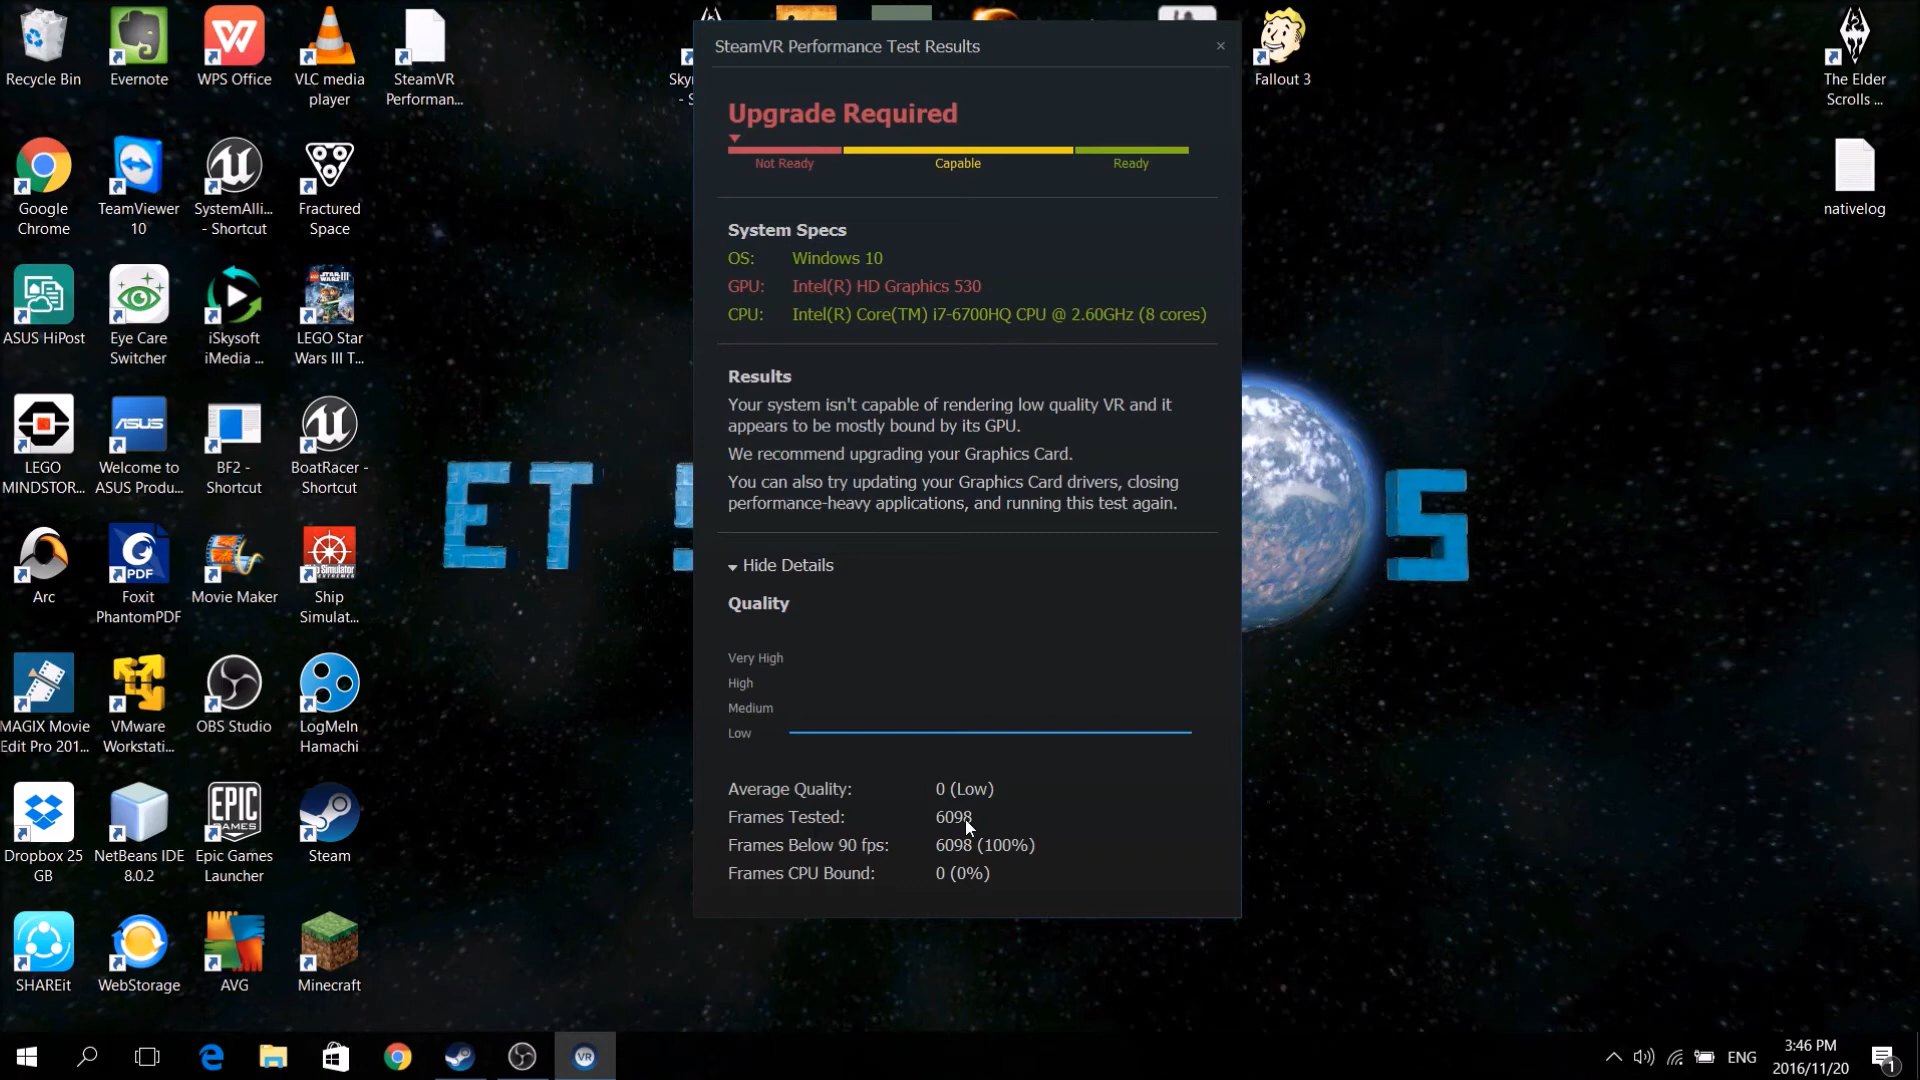 Recycle Bin
Evernote
WPS Office
VLC media
player
SteamVR
Performan...
Fallout 3
The Elder
Scrolls ...
Google
Chrome
TeamViewer
10
SystemAlli...
- Shortcut
Fractured
Space
nativelog
ASUS HiPost
Eye Care
Switcher
iSkysoft
iMedia ...
LEGO Star
Wars III T...
LEGO
MINDSTOR...
Welcome to
ASUS Produ...
BF2 -
Shortcut
BoatRacer -
Shortcut
Arc
Foxit
PhantomPDF
Movie Maker
Ship
Simulat...
MAGIX Movie
Edit Pro 201...
VMware
Workstati...
OBS Studio
LogMeIn
Hamachi
Dropbox 25
GB
NetBeans IDE
8.0.2
Epic Games
Launcher
Steam
SHAREit
WebStorage
AVG
Minecraft
ET
S
SteamVR Performance Test Results
Upgrade Required
Not Ready
Capable
Ready
System Specs
OS: Windows 10
GPU: Intel(R) HD Graphics 530
CPU: Intel(R) Core(TM) i7-6700HQ CPU @ 2.60GHz (8 cores)
Results
Your system isn't capable of rendering low quality VR and it
appears to be mostly bound by its GPU.
We recommend upgrading your Graphics Card.
You can also try updating your Graphics Card drivers, closing
performance-heavy applications, and running this test again.
Hide Details
Quality
Very High
High
Medium
Low
Average Quality: 0 (Low)
Frames Tested: 6098
Frames Below 90 fps: 6098 (100%)
Frames CPU Bound: 0 (0%)
ENG
3:46 PM
2016/11/20
1